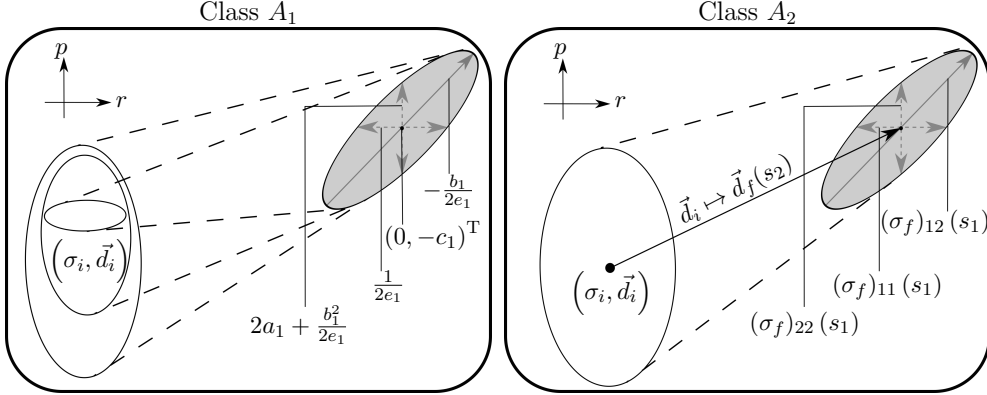 Class $A_1$
p
r
$-\frac{b_1}{2e_1}$
$(0, -c_1)^{\mathrm{T}}$
$(\sigma_i, \vec{d}_i)$
$\frac{1}{2e_1}$
$2a_1 + \frac{b_1^2}{2e_1}$
Class $A_2$
p
r
$\vec{d}_i \mapsto \vec{d}_f(s_2)$
$(\sigma_f)_{12}(s_1)$
$(\sigma_i, \vec{d}_i)$
$(\sigma_f)_{11}(s_1)$
$(\sigma_f)_{22}(s_1)$